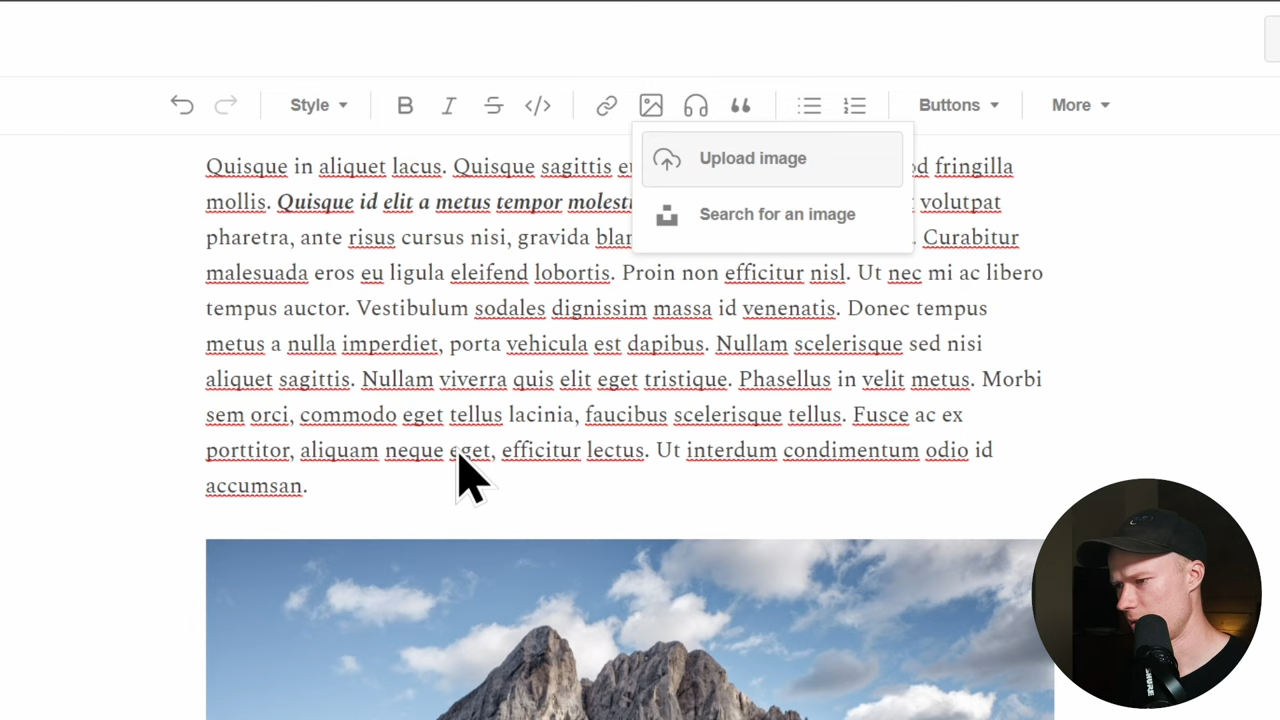 Style
Buttons
More
Upload image
Search for an image
Quisque in aliquet lacus. Quisque sagittis fringilla
mollis. Quisque id elit a metus tempor volutpat
pharetra, ante risus cursus nisi, gravida Curabitur
malesuada eros eu ligula eleifend lobortis. Proin non efficitur nisl. Ut nec mi ac libero
tempus auctor. Vestibulum sodales dignissim massa id venenatis. Donec tempus
metus a nulla imperdiet, porta vehicula est dapibus. Nullam scelerisque sed nisi
aliquet sagittis. Nullam viverra quis elit eget tristique. Phasellus in velit metus. Morbi
sem orci, commodo eget tellus lacinia, faucibus scelerisque tellus. Fusce ac ex
porttitor, aliquam neque eget, efficitur lectus. Ut interdum condimentum odio id
accumsan.
SHURE